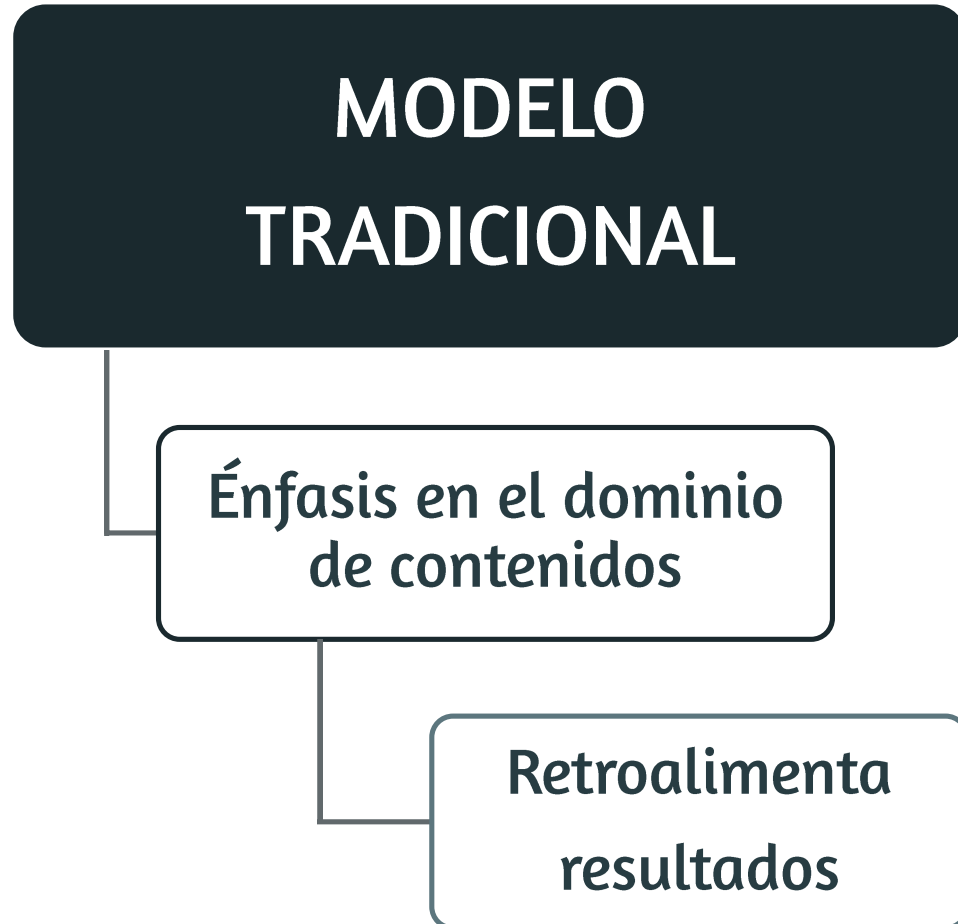 MODELO
TRADICIONAL
Énfasis en el dominio
de contenidos
Retroalimenta
resultados